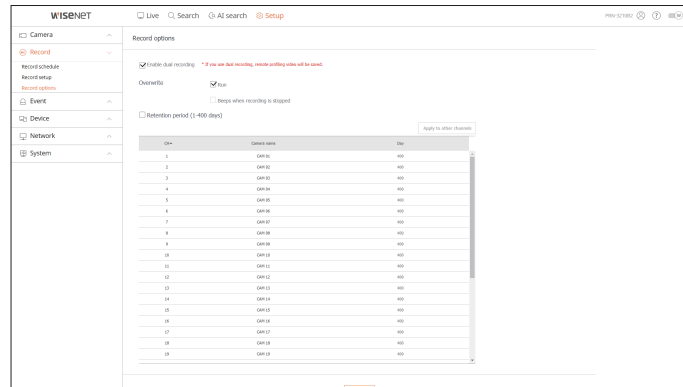 WISENET
Live Search AI search Setup
Camera
Record
Record schedule
Record setup
Record options
Event
Device
Network
System
Record options
Enable dual recording * If you use dual recording, remote profiling video will be saved.
Overwrite Run
Beeps when recording is stopped
Retention period (1~400 days)
Apply to other channels
CH Camera name Day
1 CAM 01 400
2 CAM 02 400
3 CAM 03 400
4 CAM 04 400
5 CAM 05 400
6 CAM 06 400
7 CAM 07 400
8 CAM 08 400
9 CAM 09 400
10 CAM 10 400
11 CAM 11 400
12 CAM 12 400
13 CAM 13 400
14 CAM 14 400
15 CAM 15 400
16 CAM 16 400
17 CAM 17 400
18 CAM 18 400
19 CAM 19 400